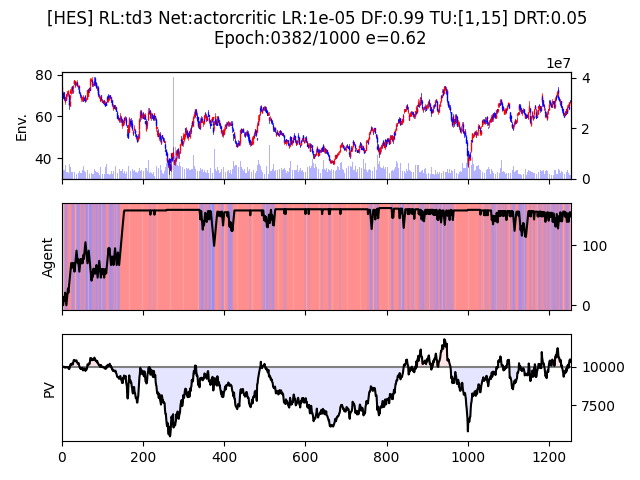 [HES] RL:td3 Net:actorcritic LR:1e-05 DF:0.99 TU:[1,15] DRT:0.05
Epoch:0382/1000 e=0.62
1e7
80
60
40
Env.
4
2
0
Agent
100
0
PV
10000
7500
0 200 400 600 800 1000 1200